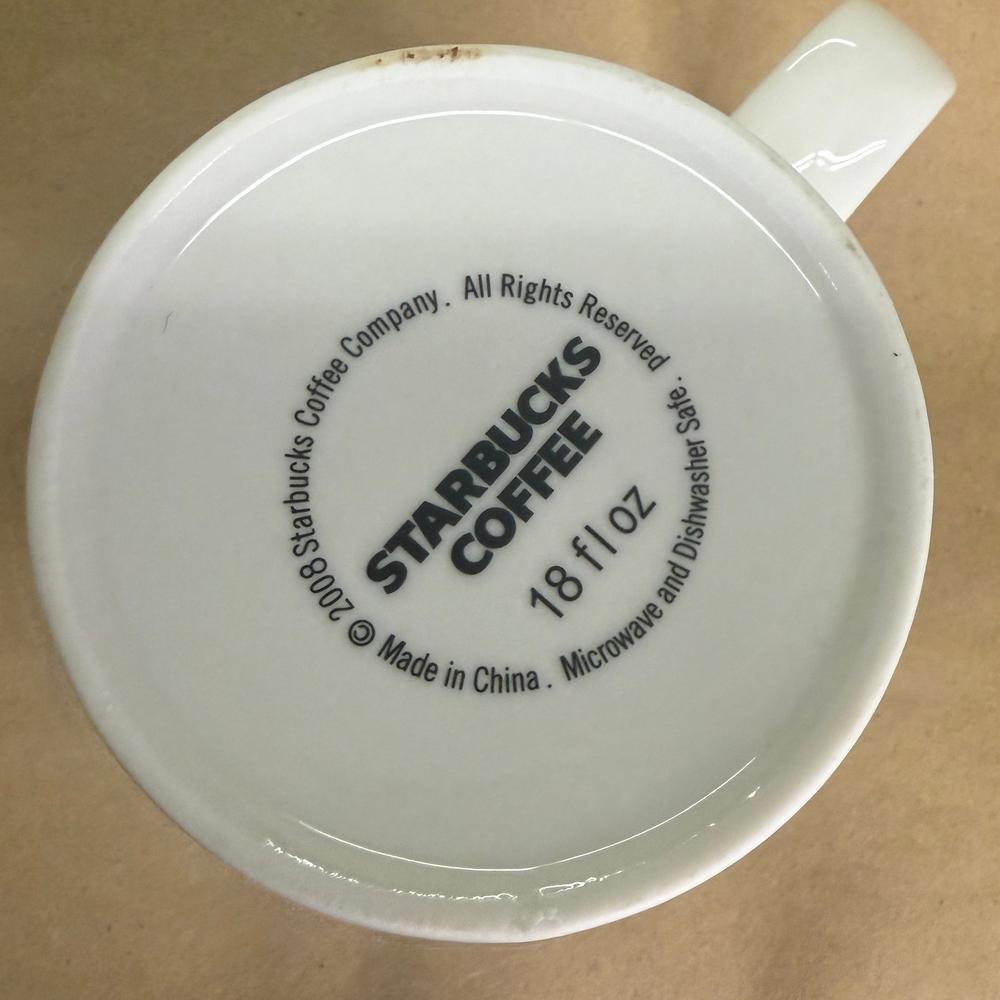 © 2008 Starbucks Coffee Company. All Rights Reserved
STARBUCKS
COFFEE
18 fl oz
Made in China. Microwave and Dishwasher Safe.